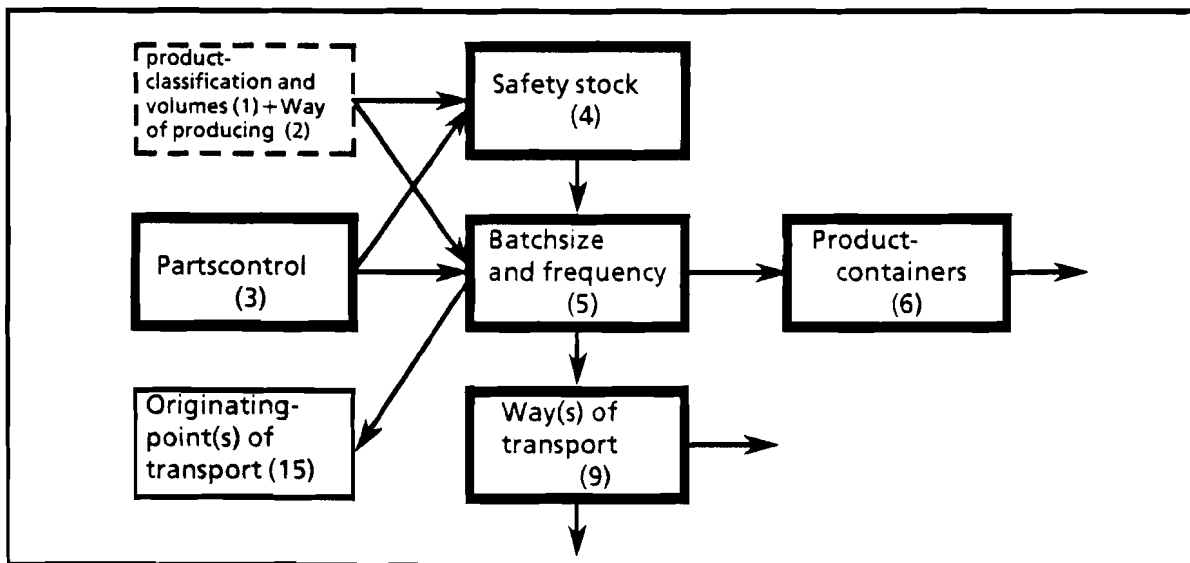 product-
classification and
volumes (1) + Way
of producing (2)
Safety stock
(4)
Partscontrol
(3)
Batchsize
and frequency
(5)
Product-
containers
(6)
Originating-
point(s) of
transport (15)
Way(s) of
transport
(9)